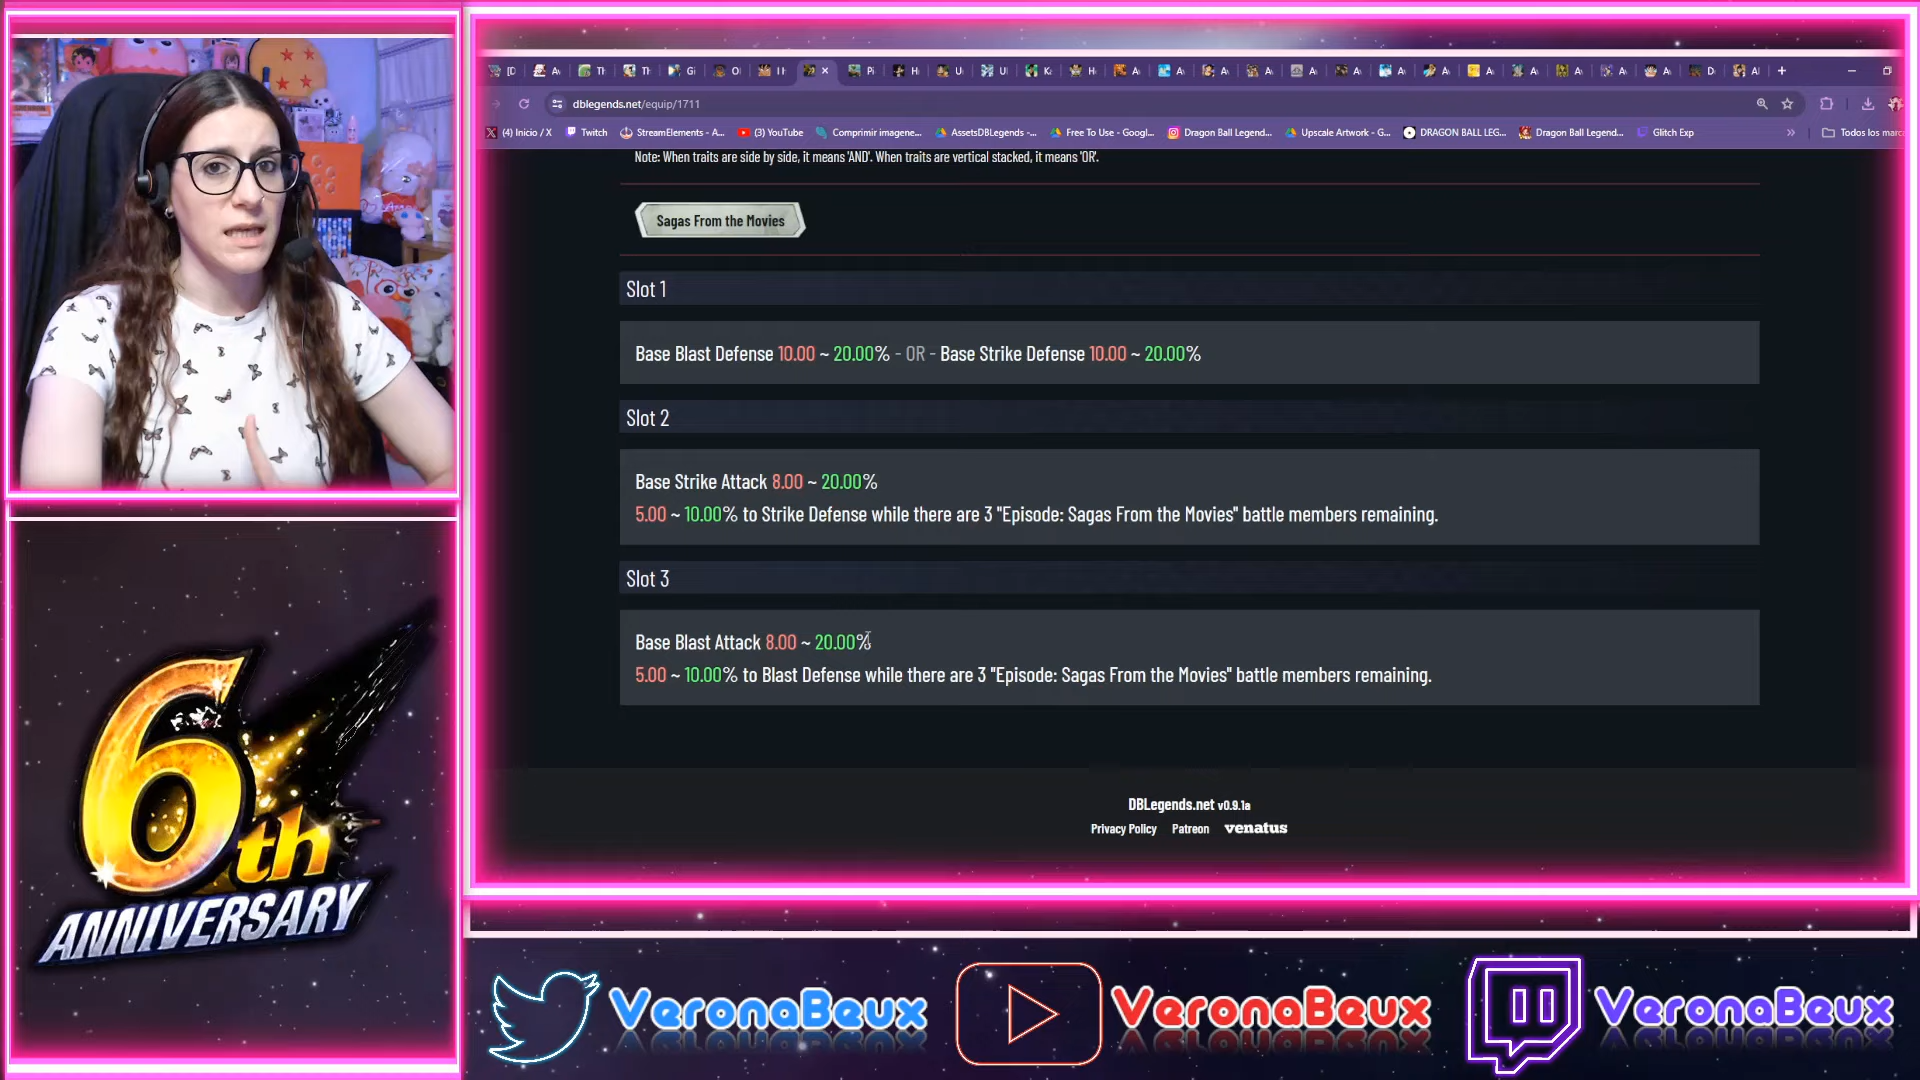 dblegends.net/equip/1711
(4) Inicio / X
Twitch
StreamElements - A...
(3) YouTube
Comprimir imagene...
AssetsDBLegends -...
Free To Use - Googl...
Dragon Ball Legend...
Upscale Artwork - G...
DRAGON BALL LEG...
Dragon Ball Legend...
Glitch Exp
Todos los marc
Note: When traits are side by side, it means 'AND'. When traits are vertical stacked, it means 'OR'.
Sagas From the Movies
Slot 1
Base Blast Defense 10.00 ~ 20.00% - OR - Base Strike Defense 10.00 ~ 20.00%
Slot 2
Base Strike Attack 8.00 ~ 20.00%
5.00 ~ 10.00% to Strike Defense while there are 3 "Episode: Sagas From the Movies" battle members remaining.
Slot 3
Base Blast Attack 8.00 ~ 20.00%
5.00 ~ 10.00% to Blast Defense while there are 3 "Episode: Sagas From the Movies" battle members remaining.
DBLegends.net v0.9.1a
Privacy Policy Patreon venatus
6th
ANNIVERSARY
VeronaBeux
VeronaBeux
VeronaBeux